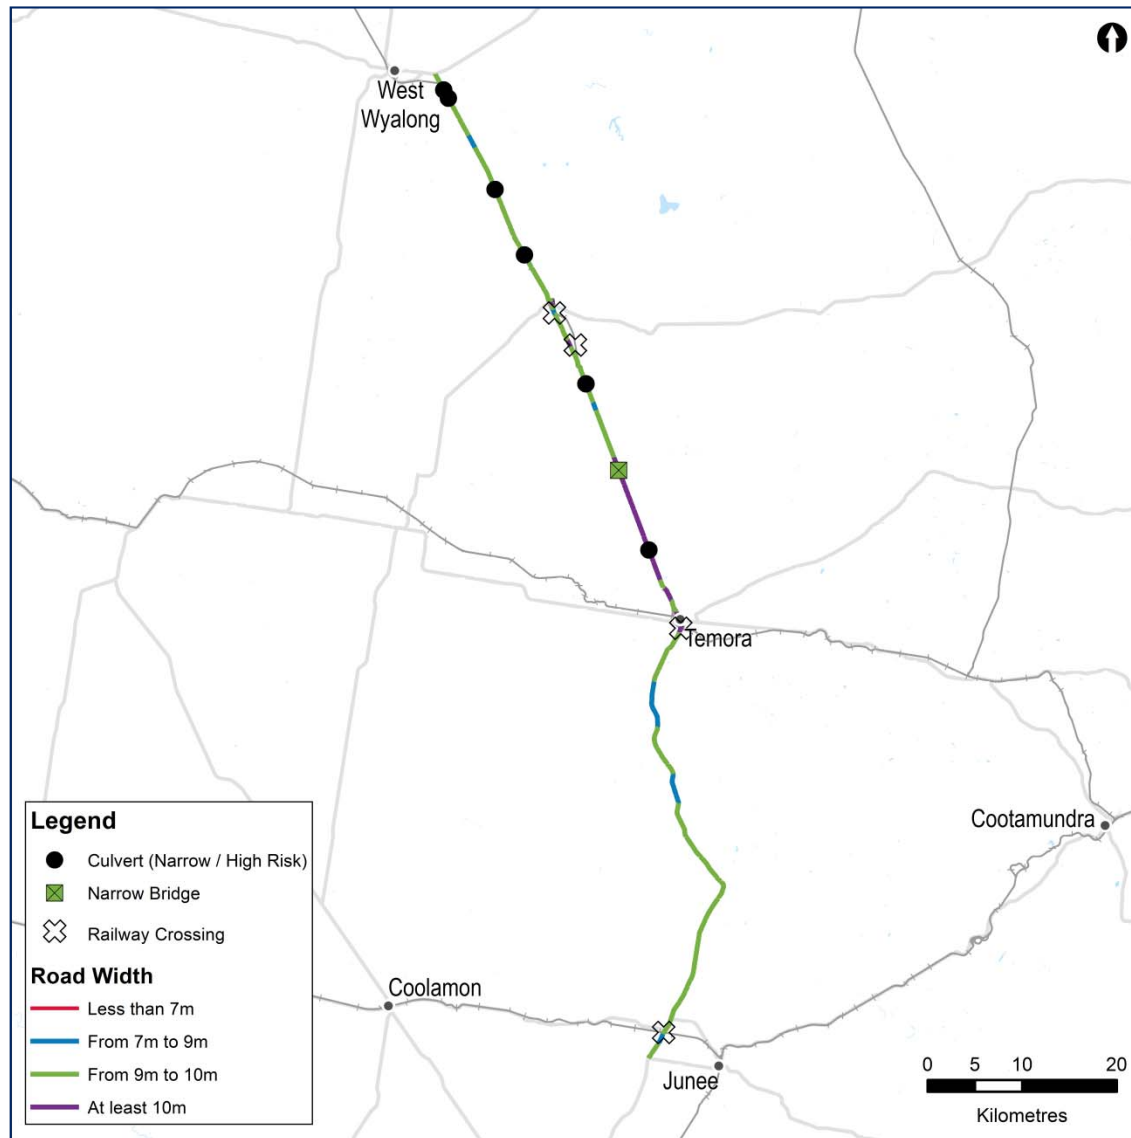 West
Wyalong
Temora
Cootamundra
Coolamon
Junee
Legend
Culvert (Narrow / High Risk)
Narrow Bridge
Railway Crossing
Road Width
Less than 7m
From 7m to 9m
From 9m to 10m
At least 10m
0 5 10 20
Kilometres